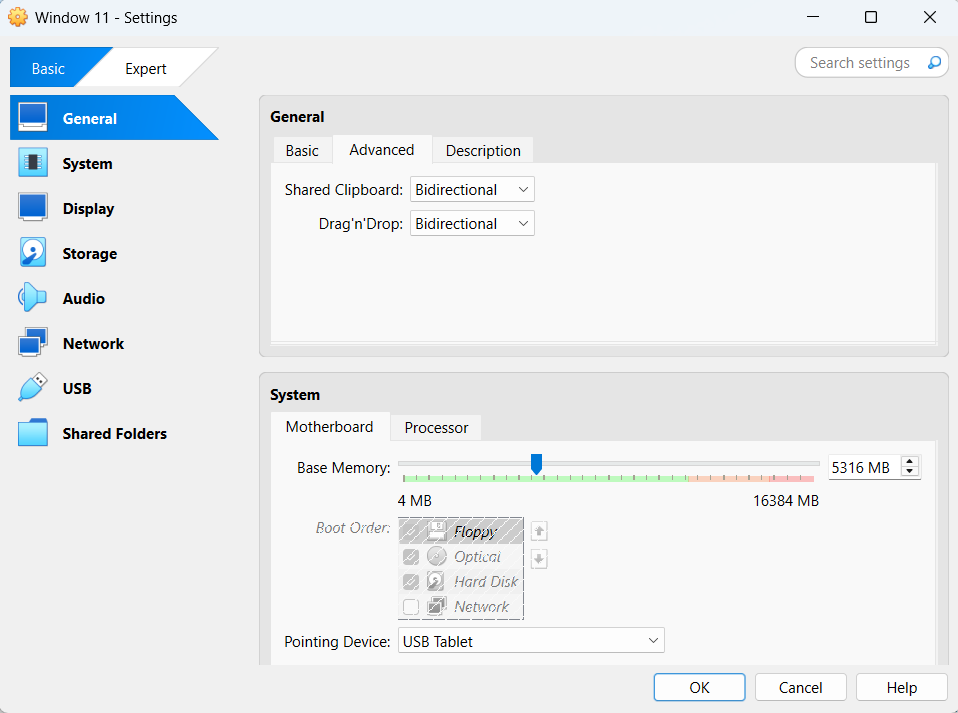 Window 11 - Settings
Basic
Expert
Search settings
General
System
Display
Storage
Audio
Network
USB
Shared Folders
General
Basic Advanced Description
Shared Clipboard: Bidirectional
Drag'n'Drop: Bidirectional
System
Motherboard Processor
Base Memory: 5316 MB
4 MB 16384 MB
Boot Order: Floppy
Optical
Hard Disk
Network
Pointing Device: USB Tablet
OK Cancel Help